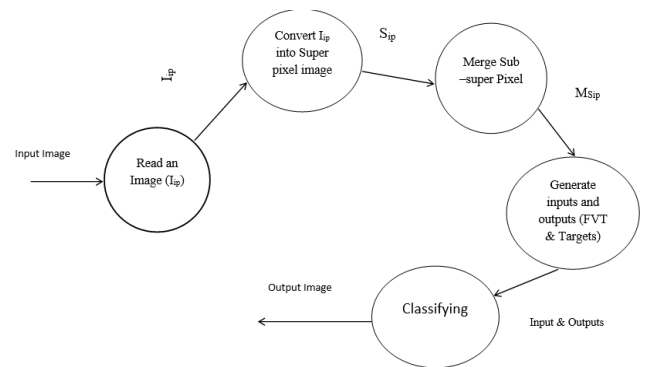 Input Image
Read an
Image (Iip)
Iip
Convert Iip
into Super
pixel image
Sip
Merge Sub
–super Pixel
MSip
Generate
inputs and
outputs (FVT
& Targets)
Input & Outputs
Classifying
Output Image